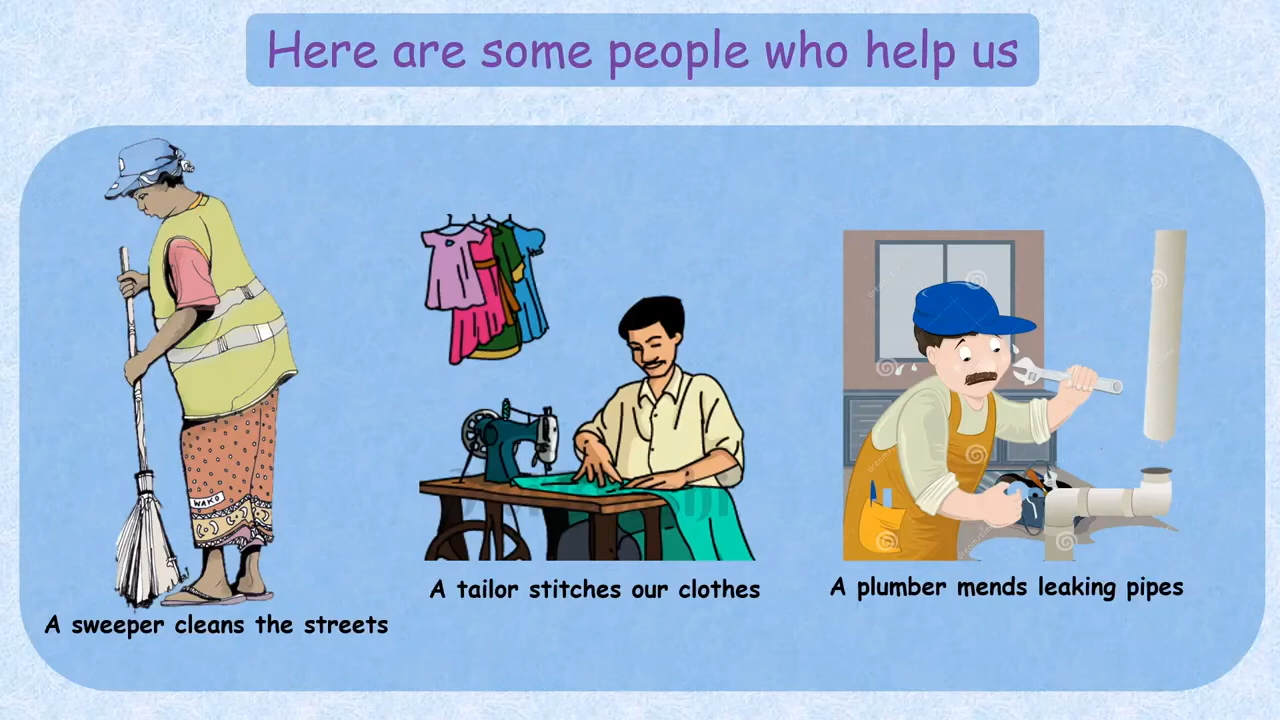 Here are some people who help us
WAKO
A sweeper cleans the streets
A tailor stitches our clothes
A plumber mends leaking pipes